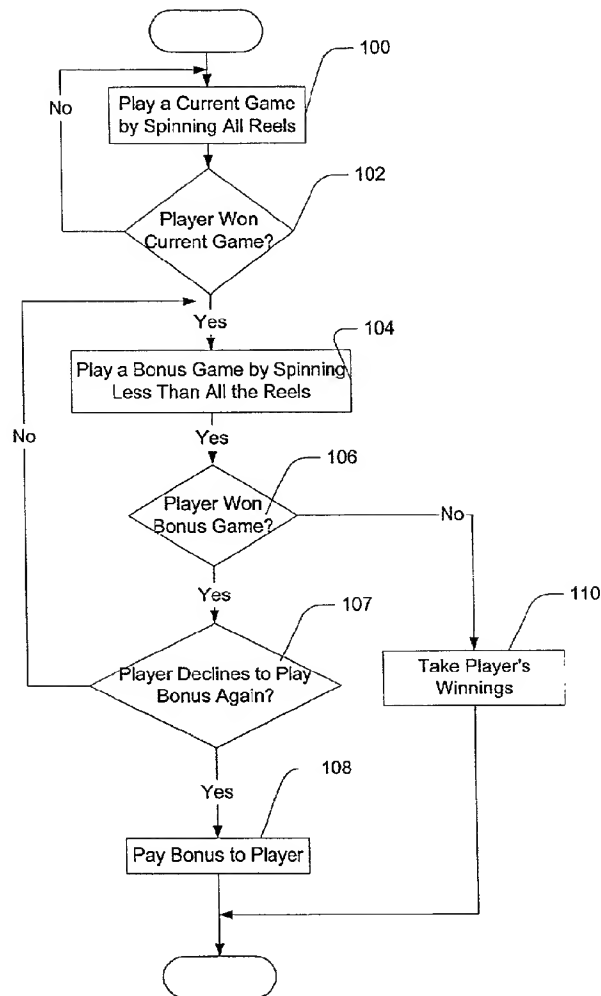 100
Play a Current Game
by Spinning All Reels
No
102
Player Won
Current Game?
Yes
104
Play a Bonus Game by Spinning
Less Than All the Reels
No
Yes
106
Player Won
Bonus Game?
No
Yes
107
110
Player Declines to Play
Bonus Again?
Take Player's
Winnings
108
Yes
Pay Bonus to Player